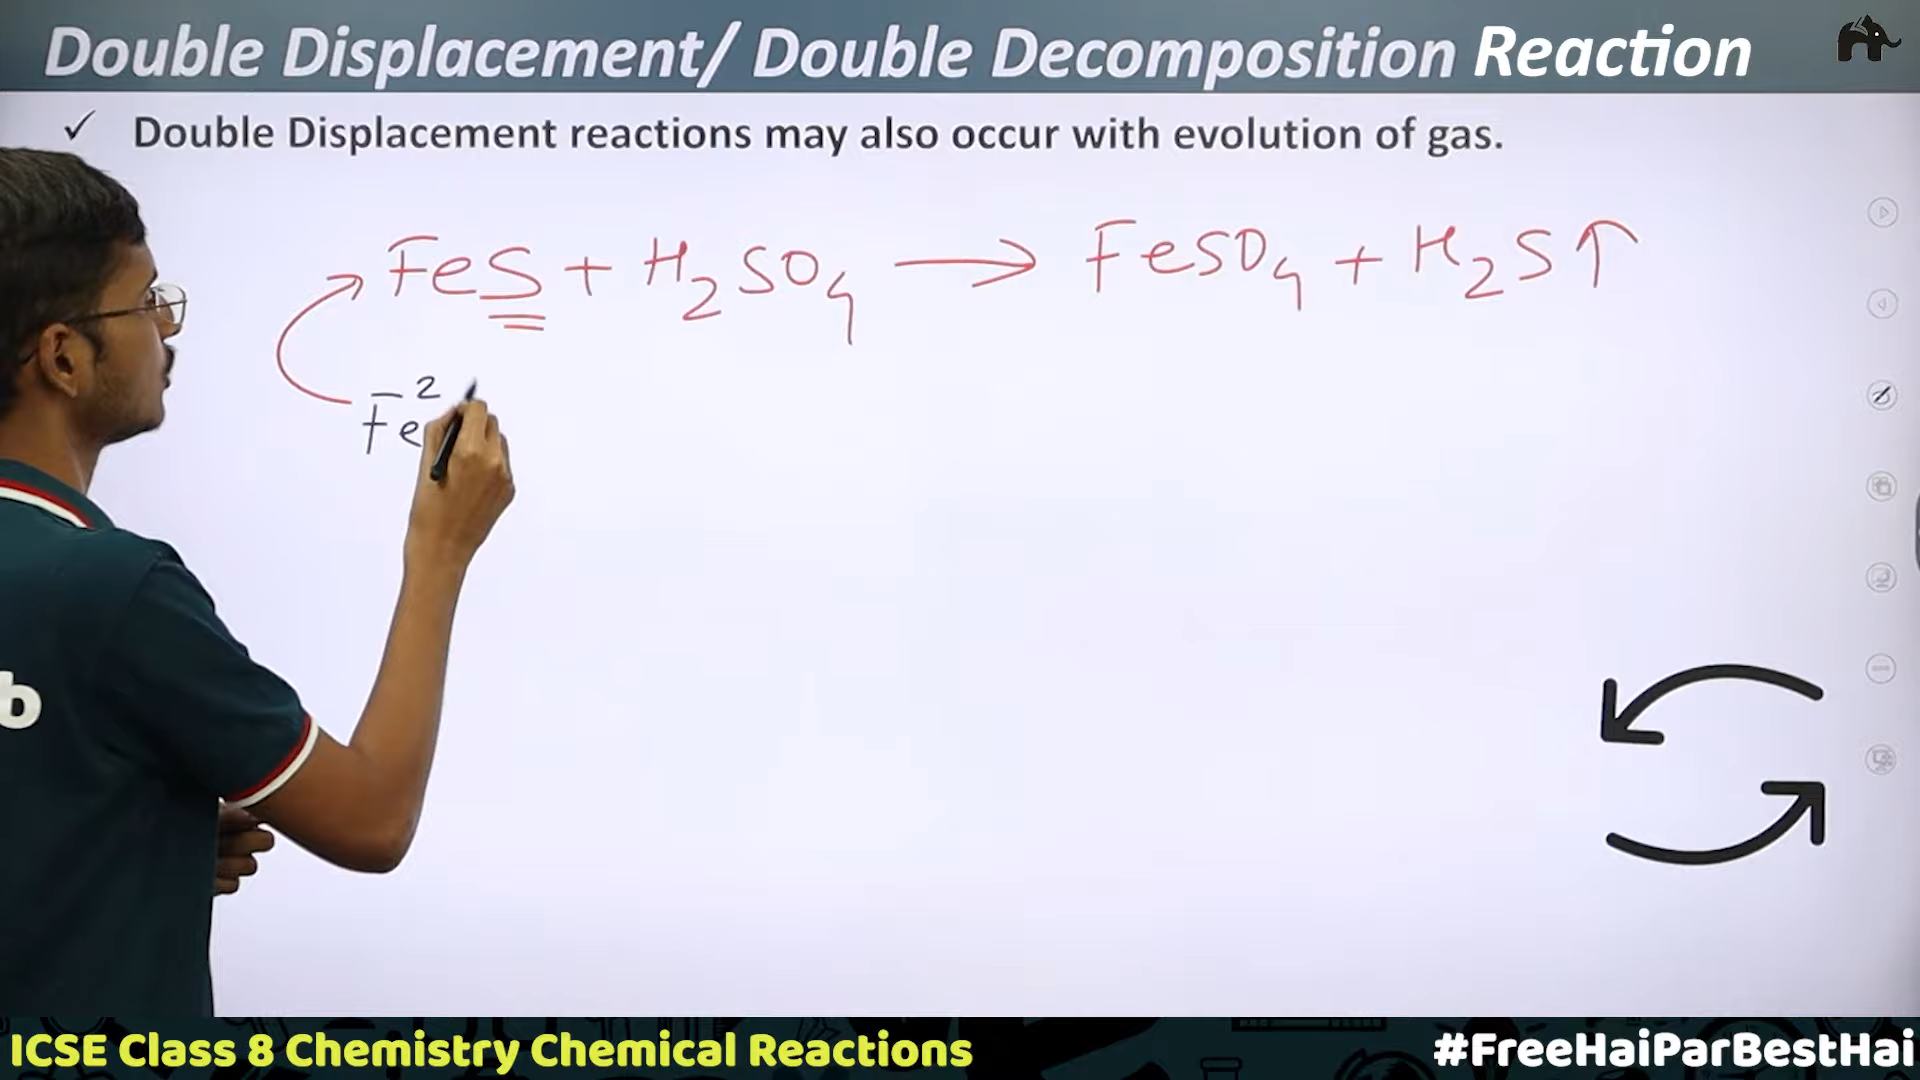 Double Displacement/ Double Decomposition Reaction
✓ Double Displacement reactions may also occur with evolution of gas.
FeS + H₂SO₄ → FeSO₄ + H₂S↑
Fe²
b
ICSE Class 8 Chemistry Chemical Reactions
#FreeHaiParBestHai